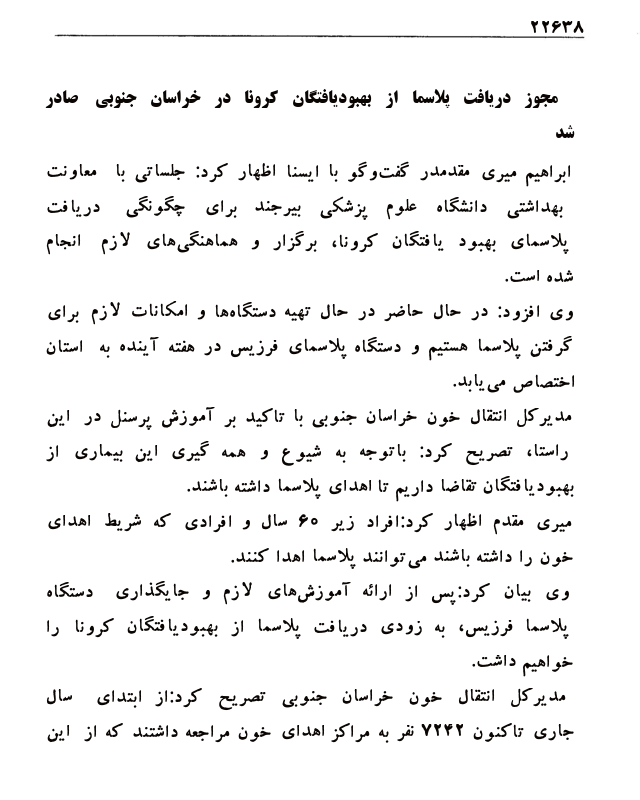 ۲۲۶۳۸
مجوز دریافت پلاسما از بهبودیافتگان کرونا در خراسان جنوبی صادر
شد
ابراهیم میری مقدمدر گفت‌وگو با ایسنا اظهار کرد: جلساتی با معاونت
بهداشتی دانشگاه علوم پزشکی بیرجند برای چگونگی دریافت
پلاسمای بهبود یافتگان کرونا، برگزار و هماهنگی‌های لازم انجام
شده است.
وی افزود: در حال حاضر در حال تهیه دستگاه‌ها و امکانات لازم برای
گرفتن پلاسما هستیم و دستگاه پلاسمای فرزیس در هفته آینده به استان
اختصاص می‌یابد.
مدیرکل انتقال خون خراسان جنوبی با تاکید بر آموزش پرسنل در این
راستا، تصریح کرد: باتوجه به شیوع و همه گیری این بیماری از
بهبودیافتگان تقاضا داریم تا اهدای پلاسما داشته باشند.
میری مقدم اظهار کرد:افراد زیر ۶۰ سال و افرادی که شریط اهدای
خون را داشته باشند می‌توانند پلاسما اهدا کنند.
وی بیان کرد:پس از ارائه آموزش‌های لازم و جایگذاری دستگاه
پلاسما فرزیس، به زودی دریافت پلاسما از بهبودیافتگان کرونا را
خواهیم داشت.
مدیرکل انتقال خون خراسان جنوبی تصریح کرد:از ابتدای سال
جاری تاکنون ۷۲۴۲ نفر به مراکز اهدای خون مراجعه داشتند که از این